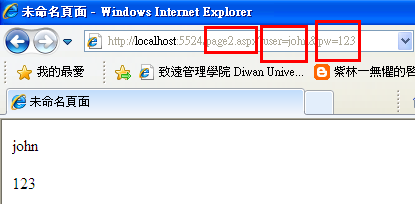 未命名頁面 - Windows Internet Explorer
http://localhost:5524/page2.aspx?user=john&pw=123
我的最愛 致遠管理學院 Diwan Unive... 紫林一無懼的啓
未命名頁面
john
123